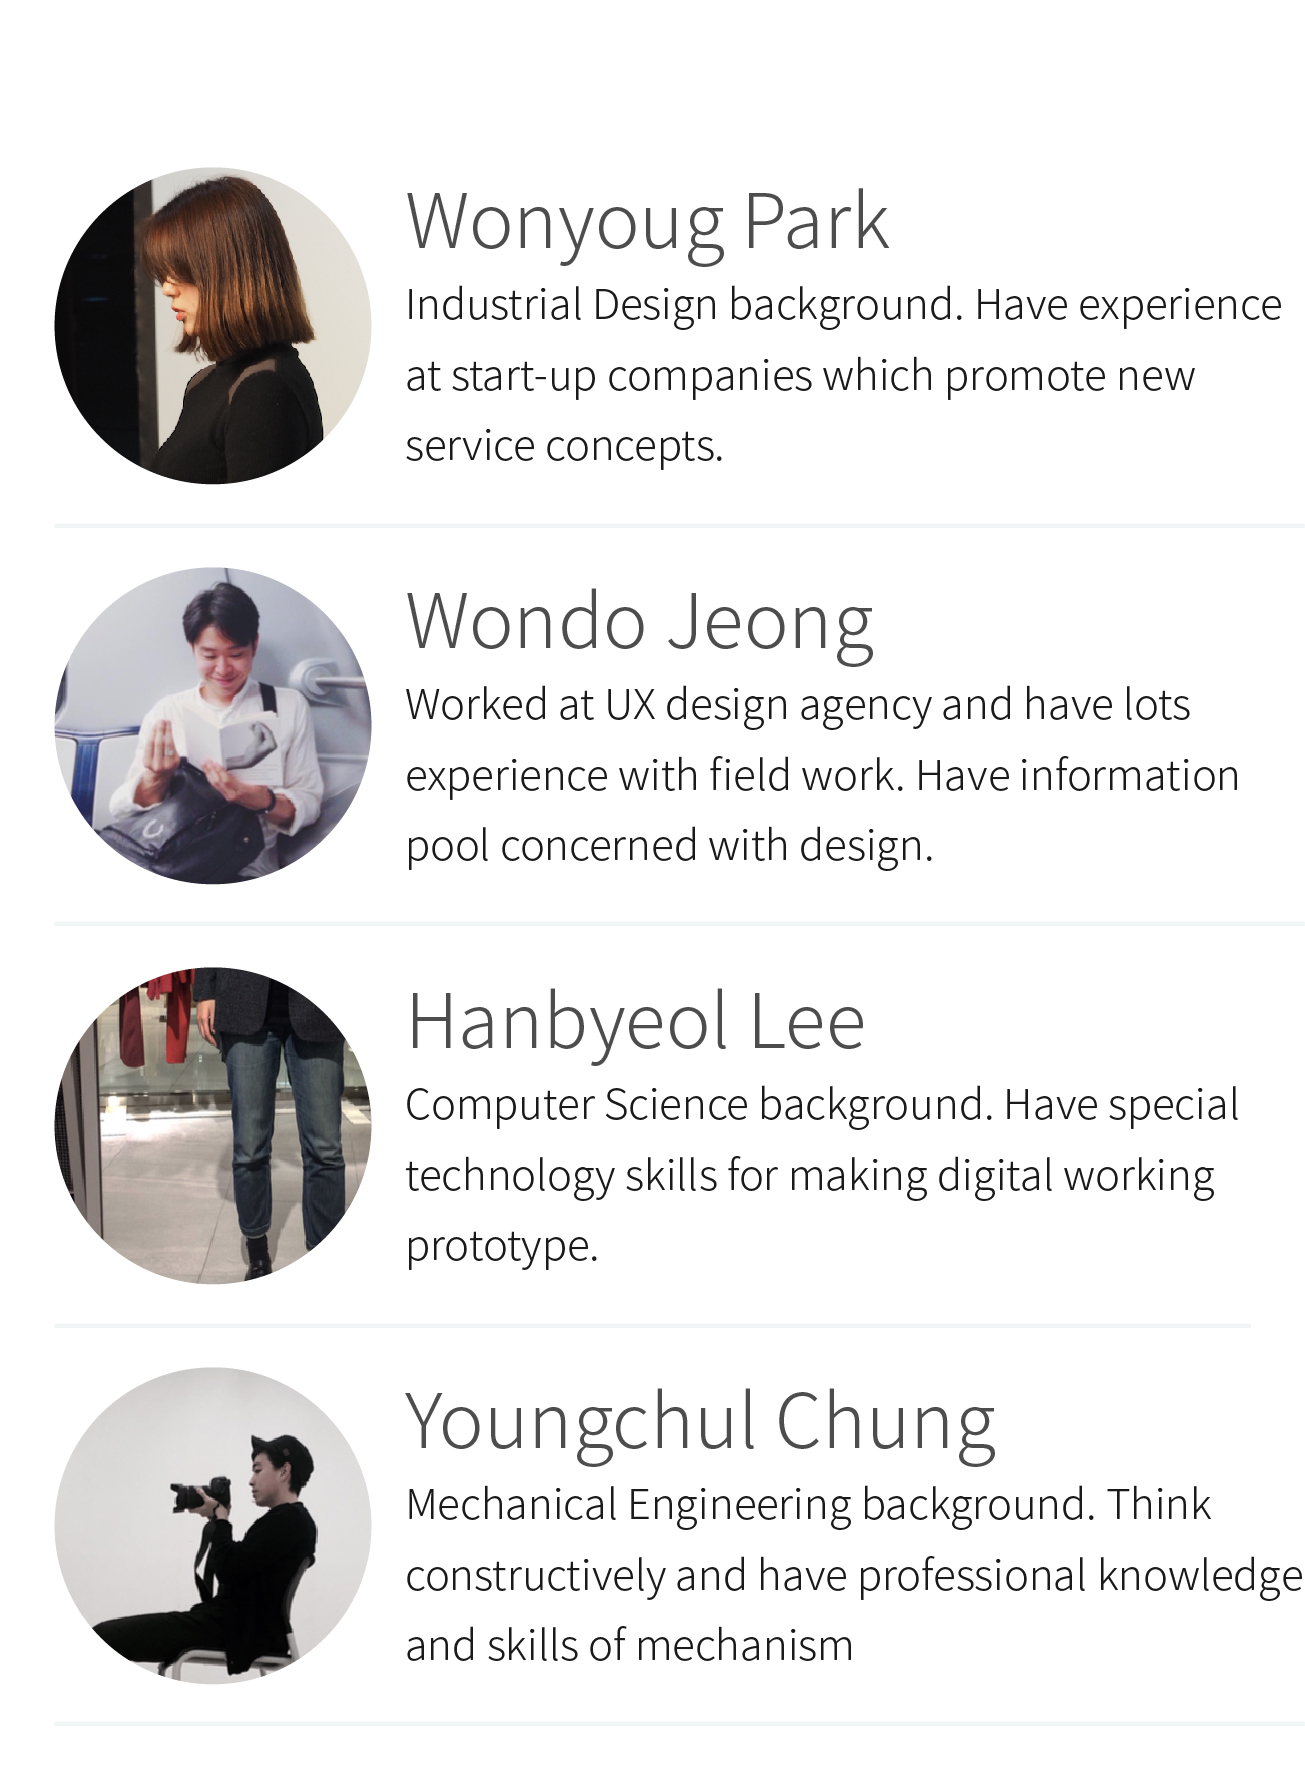 Wonyoug Park
Industrial Design background. Have experience
at start-up companies which promote new
service concepts.
Wondo Jeong
Worked at UX design agency and have lots
experience with field work. Have information
pool concerned with design.
Hanbyeol Lee
Computer Science background. Have special
technology skills for making digital working
prototype.
Youngchul Chung
Mechanical Engineering background. Think
constructively and have professional knowledge
and skills of mechanism